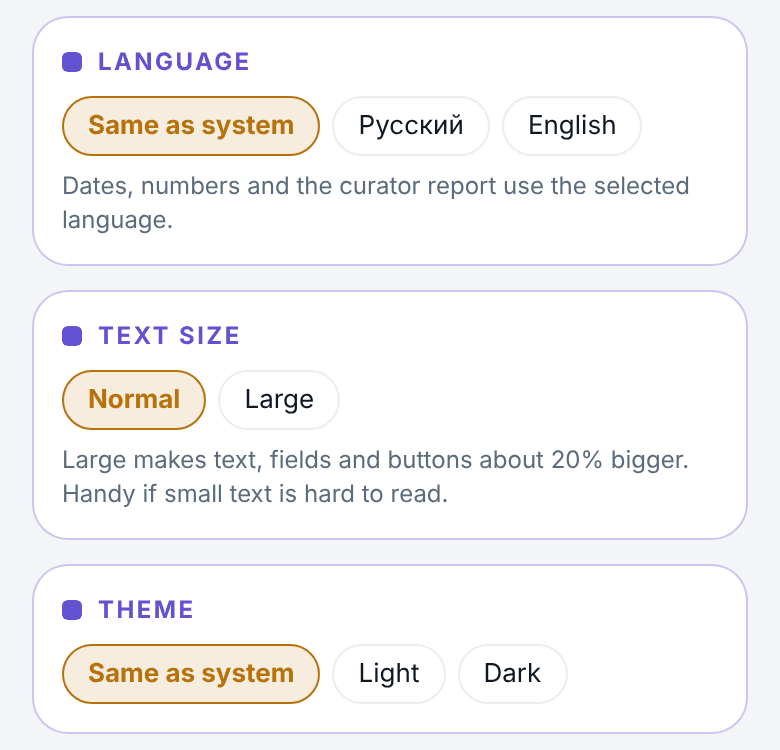 LANGUAGE
Same as system
Русский
English
Dates, numbers and the curator report use the selected
language.
TEXT SIZE
Normal
Large
Large makes text, fields and buttons about 20% bigger.
Handy if small text is hard to read.
THEME
Same as system
Light
Dark